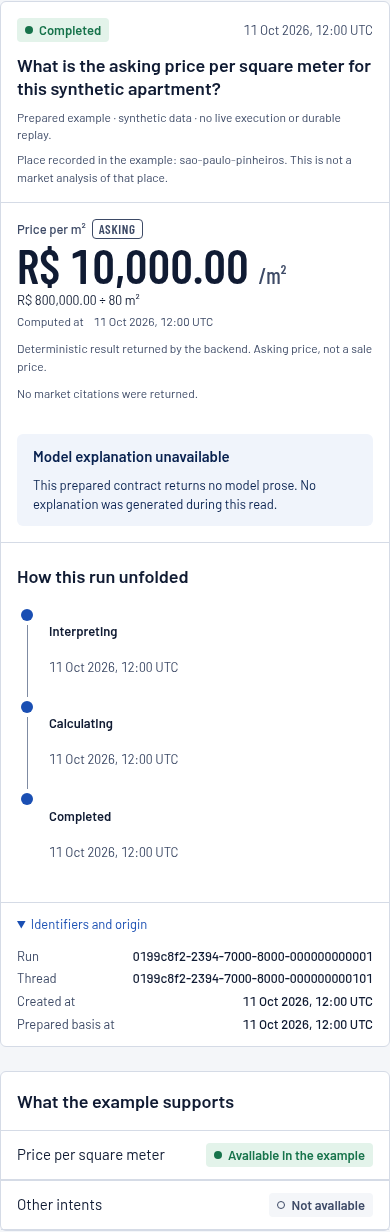 Completed
11 Oct 2026, 12:00 UTC
What is the asking price per square meter for
this synthetic apartment?
Prepared example · synthetic data · no live execution or durable
replay.
Place recorded in the example: sao-paulo-pinheiros. This is not a
market analysis of that place.
Price per m² ASKING
R$ 10,000.00 /m²
R$ 800,000.00 ÷ 80 m²
Computed at 11 Oct 2026, 12:00 UTC
Deterministic result returned by the backend. Asking price, not a sale
price.
No market citations were returned.
Model explanation unavailable
This prepared contract returns no model prose. No
explanation was generated during this read.
How this run unfolded
Interpreting
11 Oct 2026, 12:00 UTC
Calculating
11 Oct 2026, 12:00 UTC
Completed
11 Oct 2026, 12:00 UTC
Identifiers and origin
Run 0199c8f2-2394-7000-8000-000000000001
Thread 0199c8f2-2394-7000-8000-000000000101
Created at 11 Oct 2026, 12:00 UTC
Prepared basis at 11 Oct 2026, 12:00 UTC
What the example supports
Price per square meter Available in the example
Other intents Not available